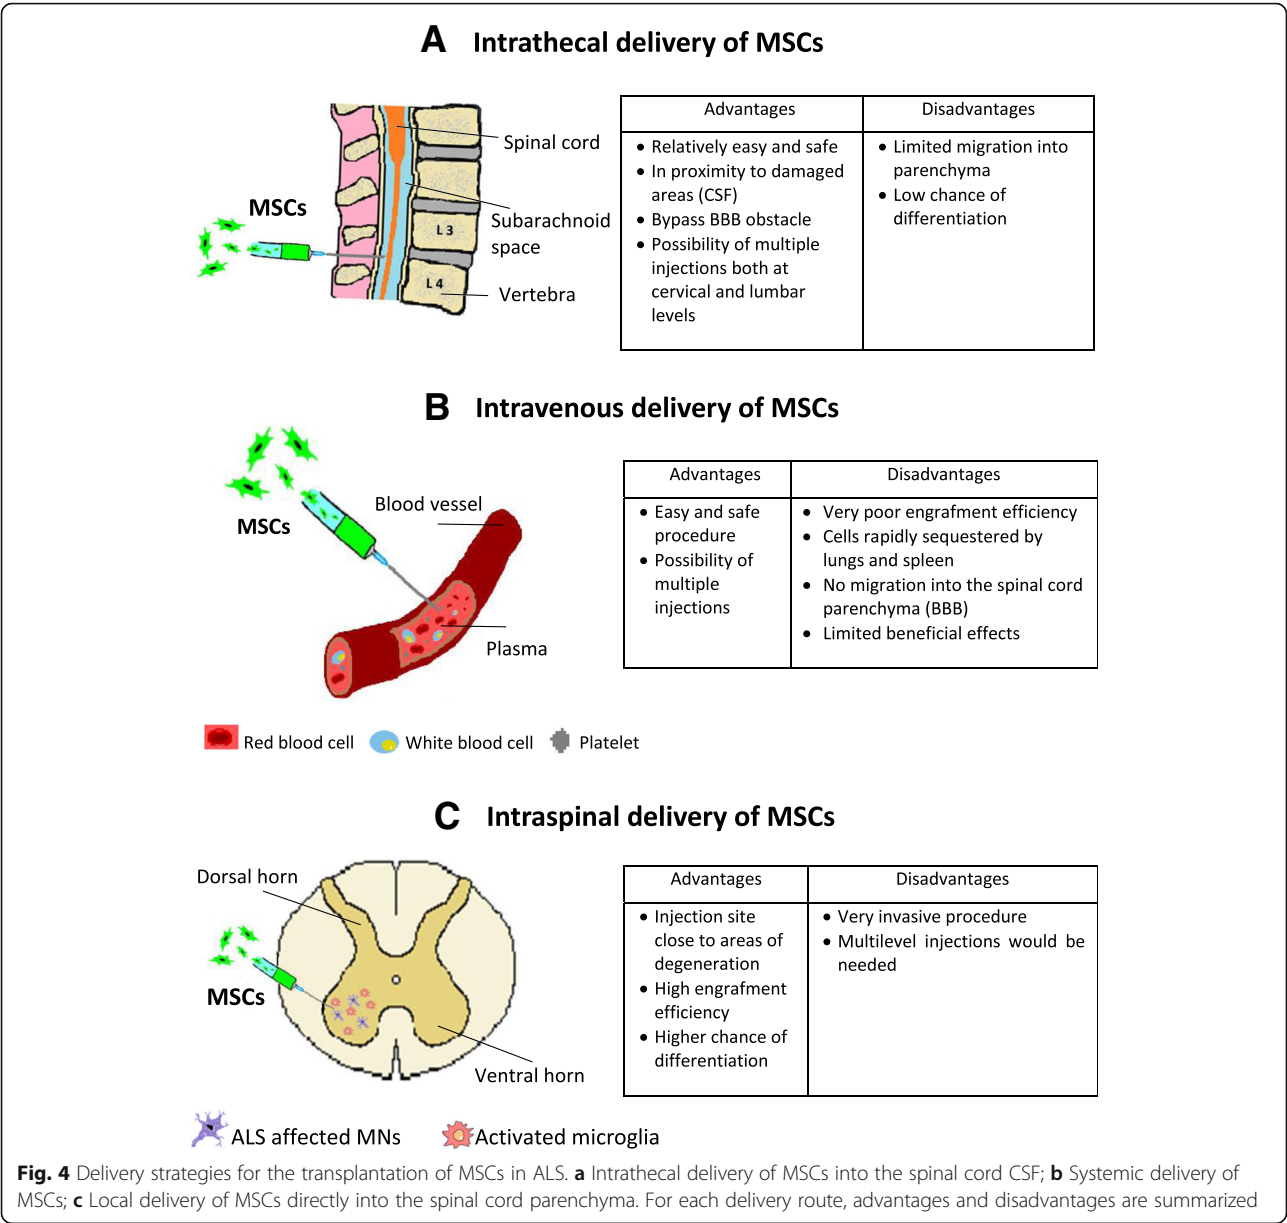 A Intrathecal delivery of MSCs
Spinal cord
MSCs
Subarachnoid
space
L 3
L 4
Vertebra
Advantages
• Relatively easy and safe
• In proximity to damaged
areas (CSF)
• Bypass BBB obstacle
• Possibility of multiple
injections both at
cervical and lumbar
levels
Disadvantages
• Limited migration into
parenchyma
• Low chance of
differentiation
B Intravenous delivery of MSCs
Blood vessel
MSCs
Plasma
Red blood cell White blood cell Platelet
Advantages
• Easy and safe
procedure
• Possibility of
multiple
injections
Disadvantages
• Very poor engrafment efficiency
• Cells rapidly sequestered by
lungs and spleen
• No migration into the spinal cord
parenchyma (BBB)
• Limited beneficial effects
C Intraspinal delivery of MSCs
Dorsal horn
MSCs
Ventral horn
ALS affected MNs Activated microglia
Advantages
• Injection site
close to areas of
degeneration
• High engrafment
efficiency
• Higher chance of
differentiation
Disadvantages
• Very invasive procedure
• Multilevel injections would be
needed
Fig. 4 Delivery strategies for the transplantation of MSCs in ALS. a Intrathecal delivery of MSCs into the spinal cord CSF; b Systemic delivery of
MSCs; c Local delivery of MSCs directly into the spinal cord parenchyma. For each delivery route, advantages and disadvantages are summarized